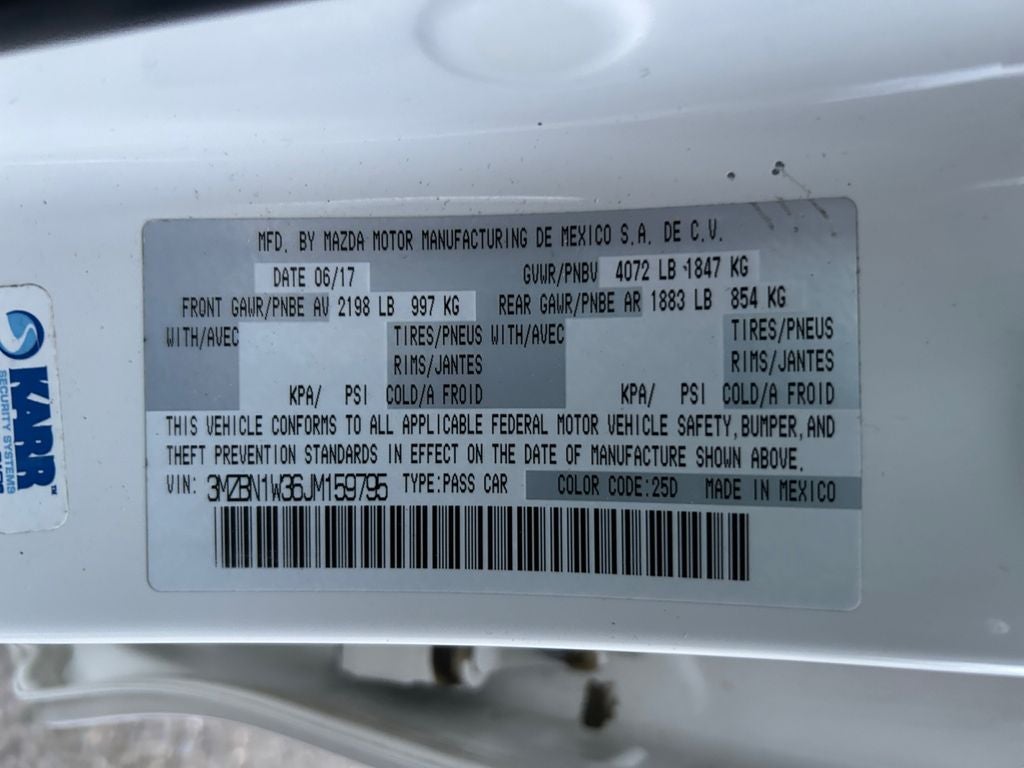 MFD. BY MAZDA MOTOR MANUFACTURING DE MEXICO S.A. DE C.V.
DATE 06/17 GVWR/PNBV 4072 LB 1847 KG
FRONT GAWR/PNBE AV 2198 LB 997 KG REAR GAWR/PNBE AR 1883 LB 854 KG
WITH/AVEC TIRES/PNEUS WITH/AVEC TIRES/PNEUS
RIMS/JANTES RIMS/JANTES
KPA/ PSI COLD/A FROID KPA/ PSI COLD/A FROID
THIS VEHICLE CONFORMS TO ALL APPLICABLE FEDERAL MOTOR VEHICLE SAFETY, BUMPER, AND
THEFT PREVENTION STANDARDS IN EFFECT ON THE DATE OF MANUFACTURE SHOWN ABOVE.
VIN: 3MZBN1W36JM159795 TYPE:PASS CAR COLOR CODE:25D MADE IN MEXICO
KARR™
SECURITY SYSTEMS